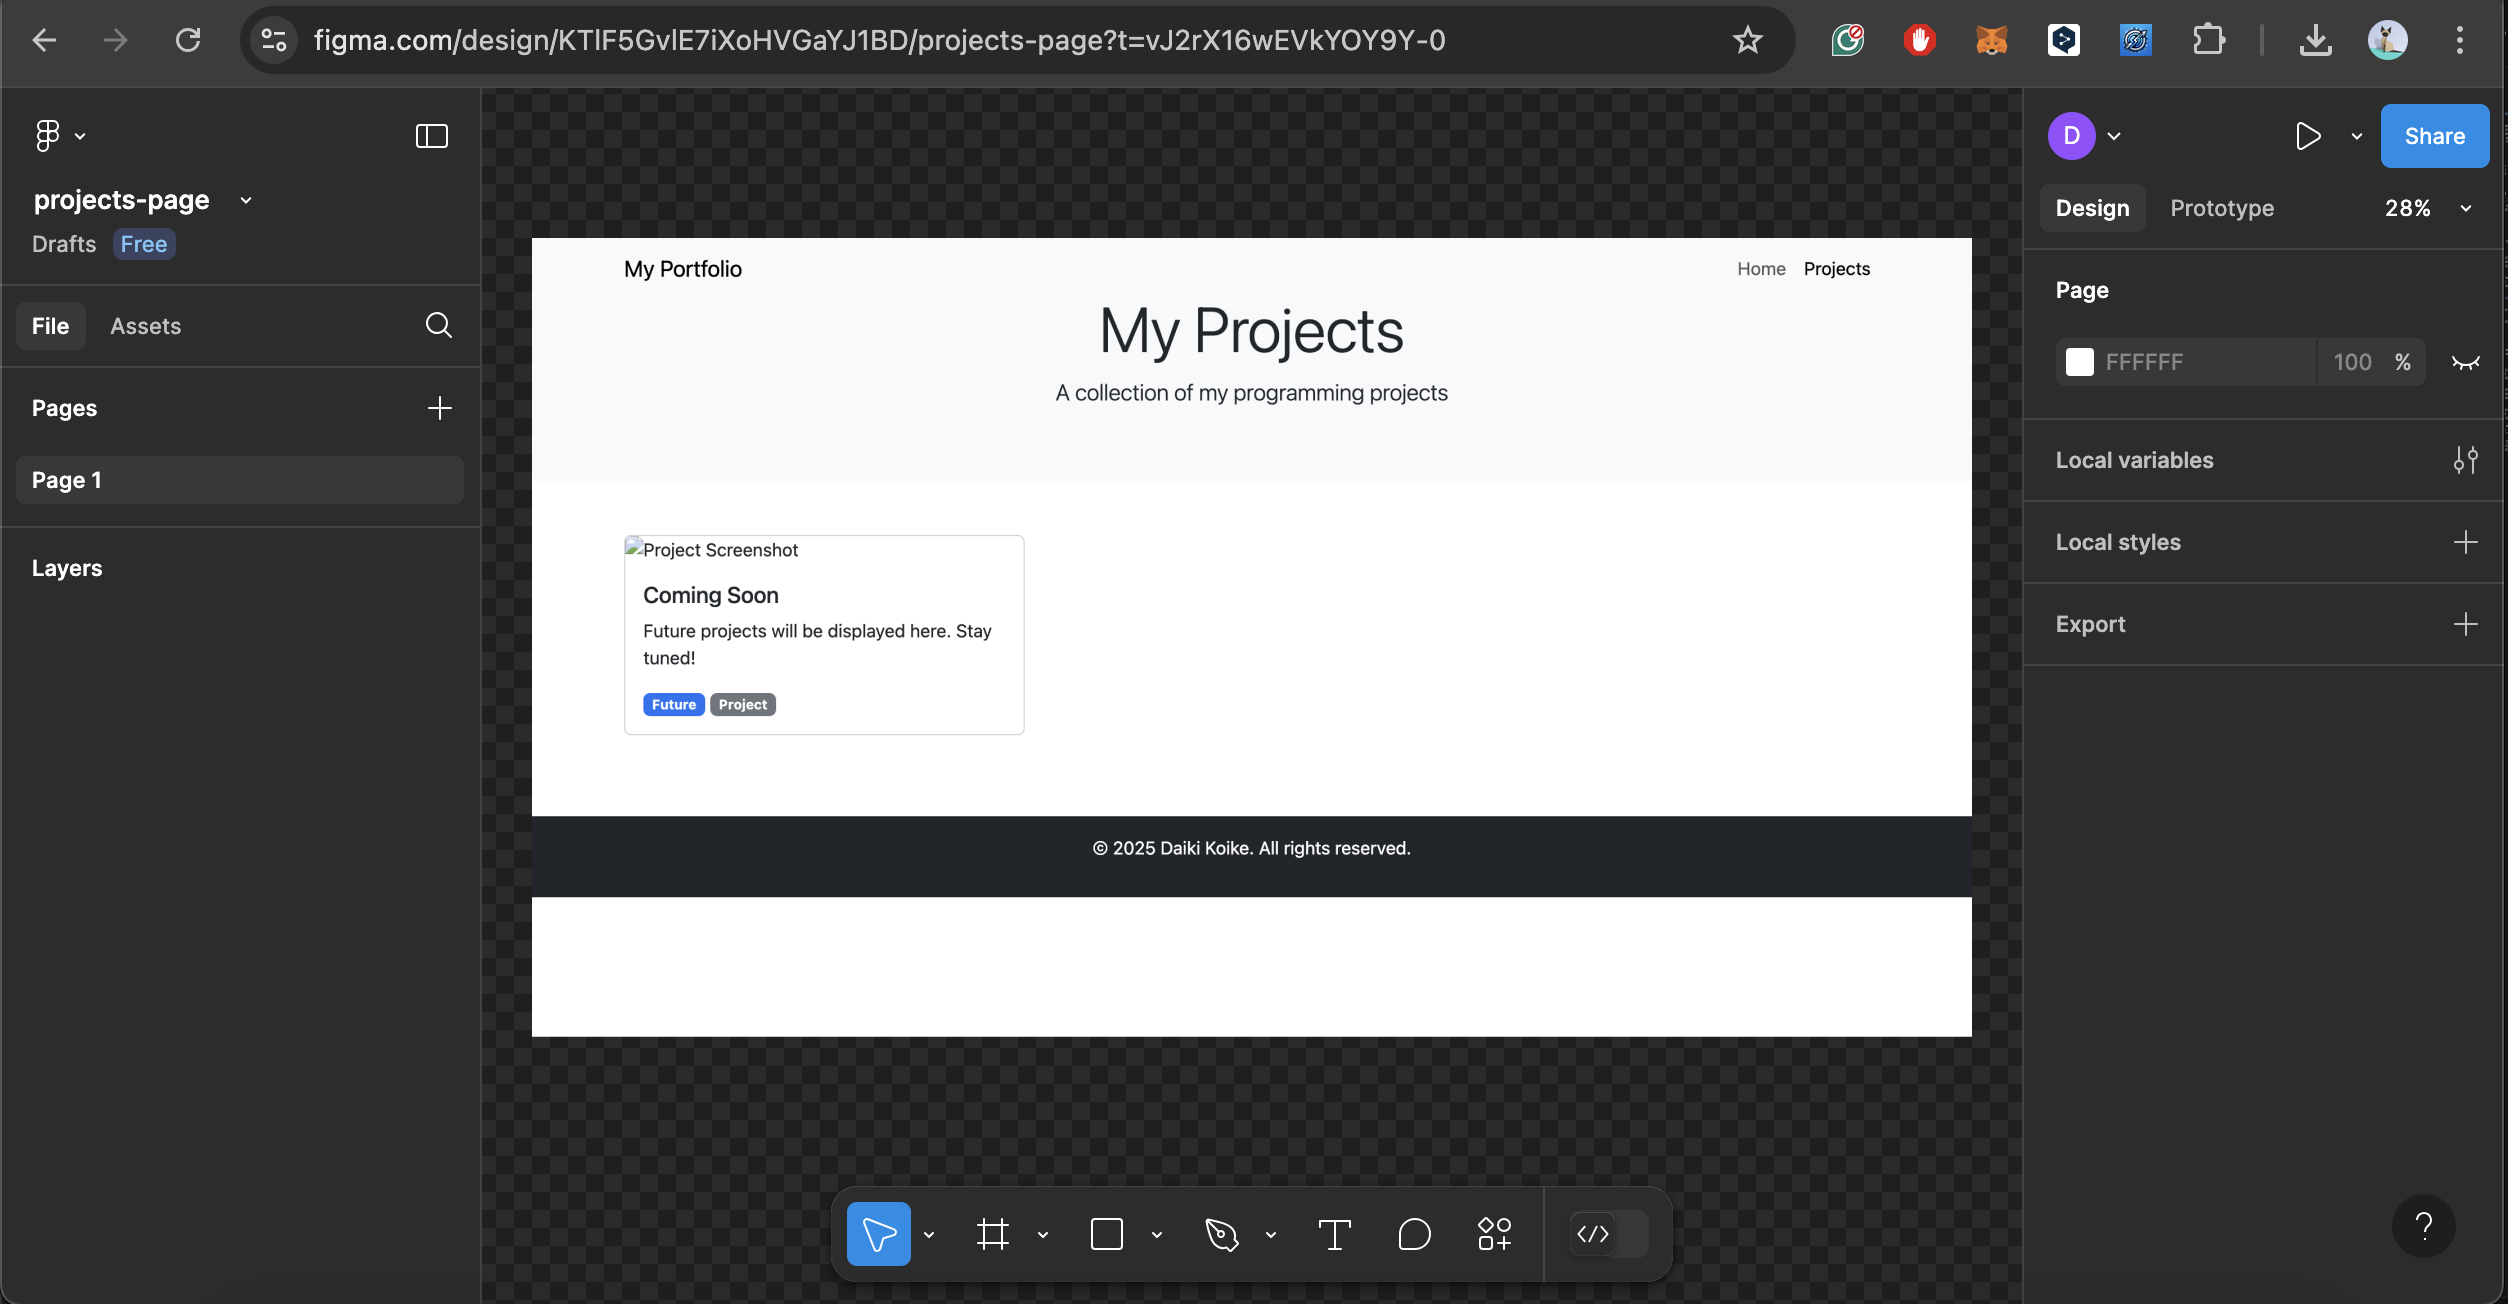 figma.com/design/KTlF5GvlE7iXoHVGaYJ1BD/projects-page?t=vJ2rX16wEVkYOY9Y-0
projects-page
Drafts Free
File Assets
Pages
Page 1
Layers
My Portfolio
Home Projects
My Projects
A collection of my programming projects
Project Screenshot
Coming Soon
Future projects will be displayed here. Stay
tuned!
Future Project
© 2025 Daiki Koike. All rights reserved.
D
Share
Design Prototype 28%
Page
FFFFFF 100 %
Local variables
Local styles
Export
?